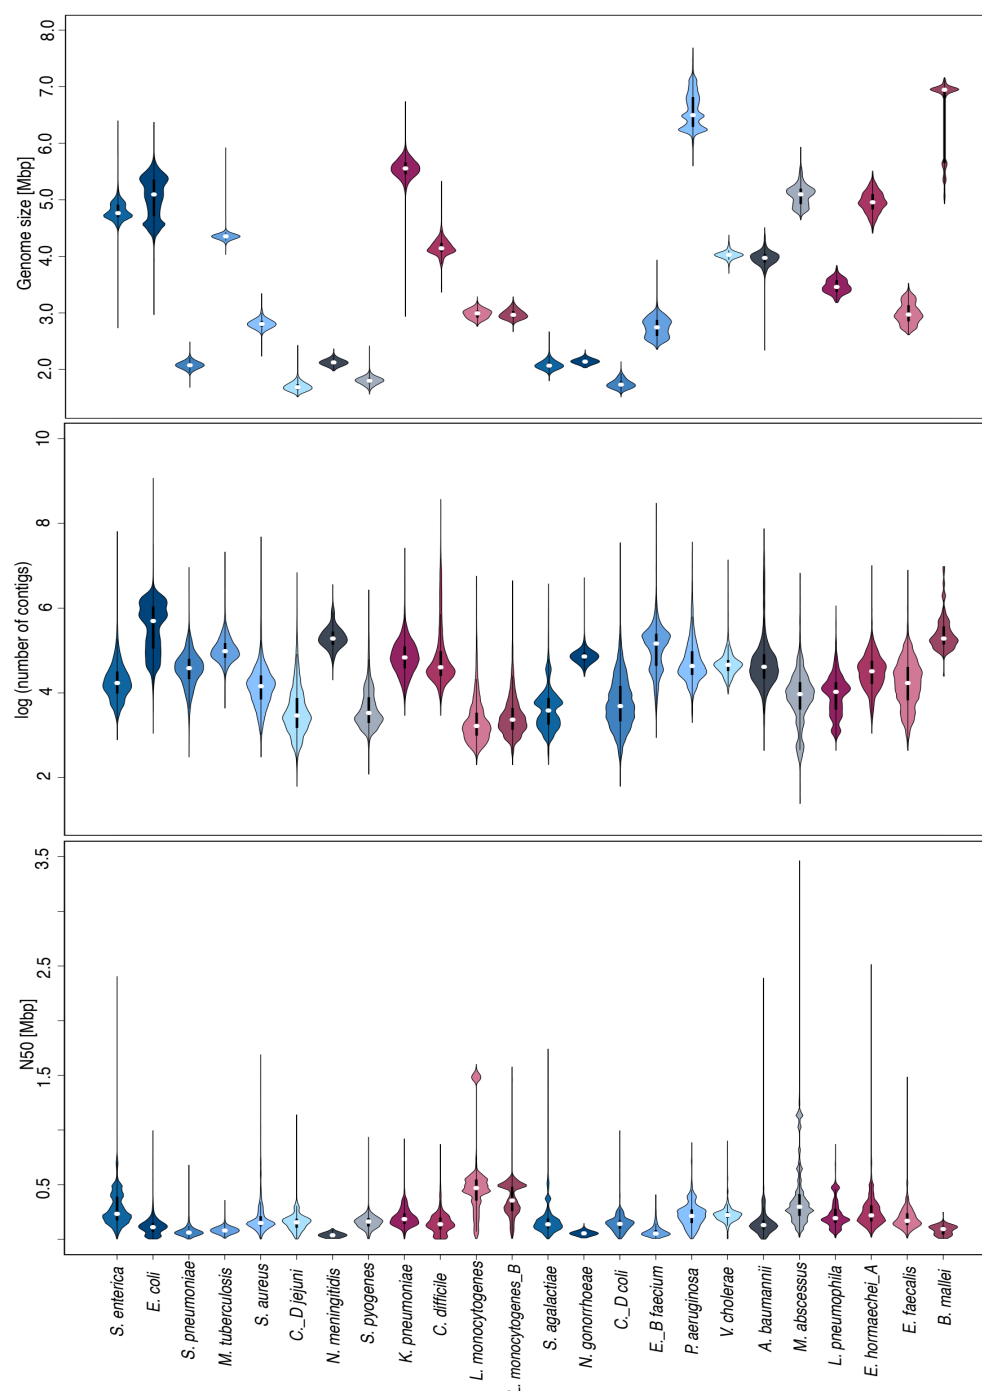 Genome size [Mbp]
8.0
7.0
6.0
5.0
4.0
3.0
2.0
log (number of contigs)
10
8
6
4
2
N50 [Mbp]
3.5
2.5
1.5
0.5
S. enterica
E. coli
S. pneumoniae
M. tuberculosis
S. aureus
C._D jejuni
N. meningitidis
S. pyogenes
K. pneumoniae
C. difficile
L. monocytogenes
L. monocytogenes_B
S. agalactiae
N. gonorrhoeae
C._D coli
E._B faecium
P. aeruginosa
V. cholerae
A. baumannii
M. abscessus
L. pneumophila
E. hormaechei_A
E. faecalis
B. mallei